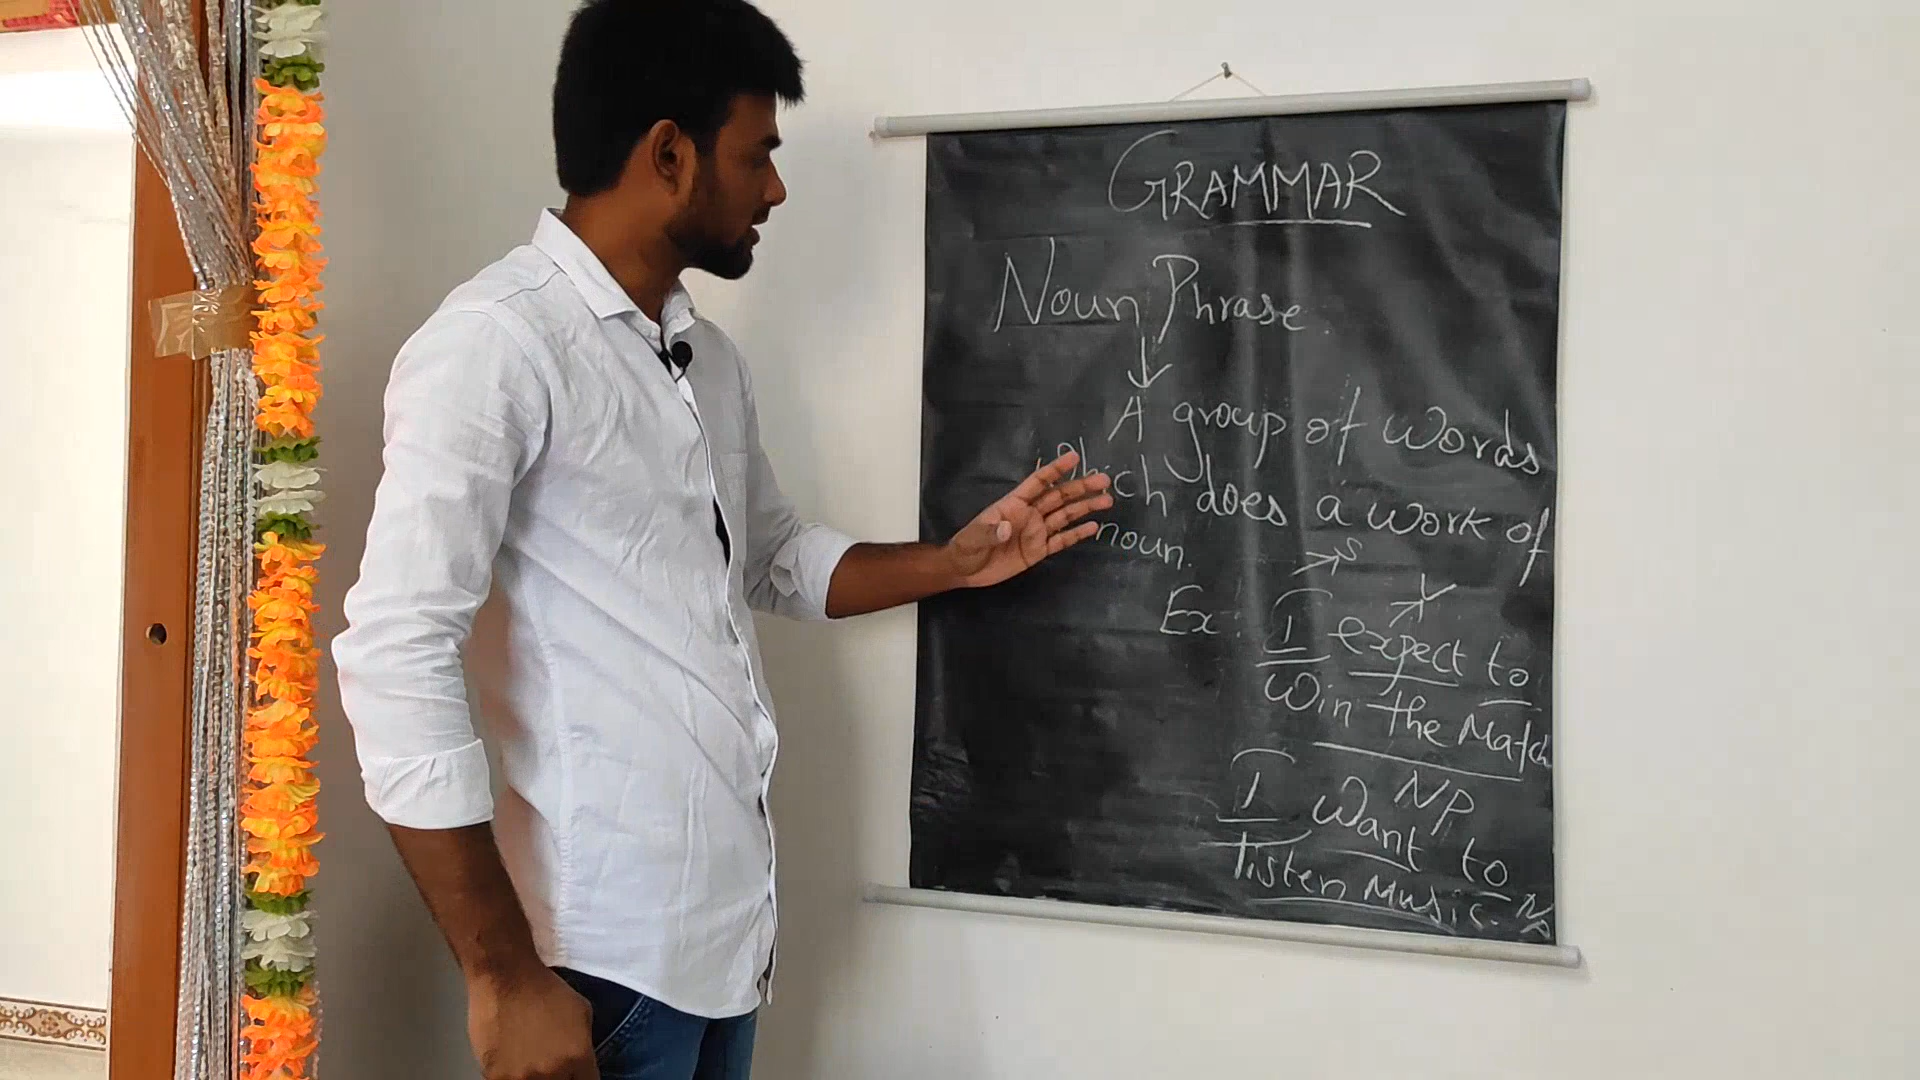 GRAMMAR
Noun Phrase.
A group of words
which does a work of
noun.
S
V
Ex: I expect to
win the Match
NP
I want to
listen Music.